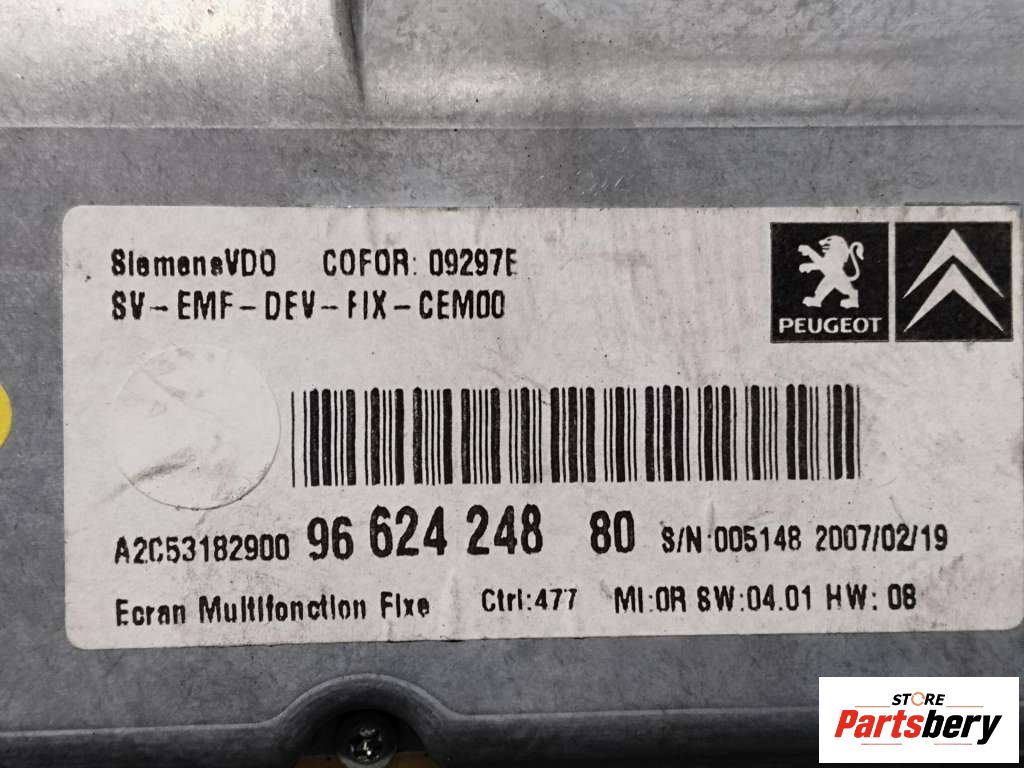 SiemensVDO COFOR: 09297E
SV-EMF-DEV-FIX-CEM00
PEUGEOT
A2C53182900 96 624 248 80 S/N:005148 2007/02/19
Ecran Multifonction Fixe Ctrl:477 MI:0R SW:04.01 HW: 08
STORE
Partsbery